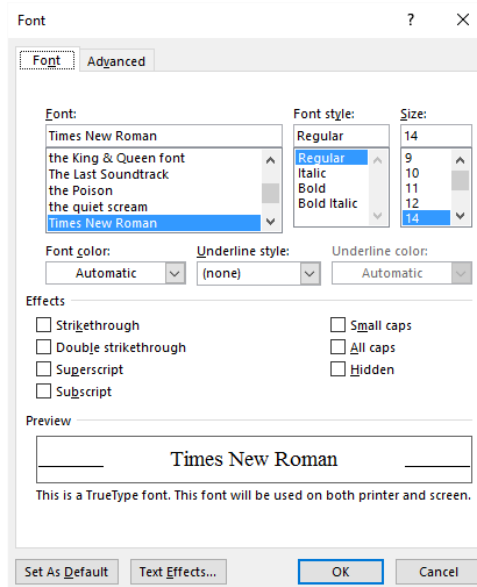 Font
? ×
Font Advanced
Font: Font style: Size:
Times New Roman Regular 14
the King & Queen font Regular 9
The Last Soundtrack Italic 10
the Poison Bold 11
the quiet scream Bold Italic 12
Times New Roman 14
Font color: Underline style: Underline color:
Automatic (none) Automatic
Effects
Strikethrough Small caps
Double strikethrough All caps
Superscript Hidden
Subscript
Preview
Times New Roman
This is a TrueType font. This font will be used on both printer and screen.
Set As Default Text Effects... OK Cancel